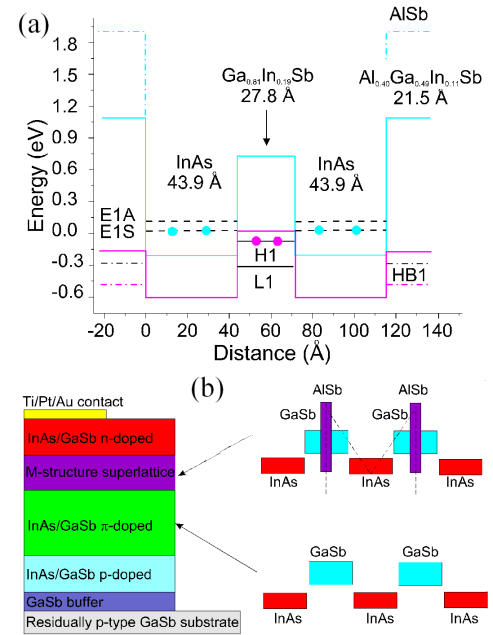 (a)
AlSb
1.8
1.5
1.2
0.9
0.6
0.3
0.0
-0.3
-0.6
Energy (eV)
Ga0.81In0.19Sb
27.8 Å
Al0.40Ga0.49In0.11Sb
21.5 Å
InAs
43.9 Å
InAs
43.9 Å
E1A
E1S
H1
L1
HB1
-20 0 20 40 60 80 100 120 140
Distance (Å)
(b)
Ti/Pt/Au contact
InAs/GaSb n-doped
M-structure superlattice
InAs/GaSb π-doped
InAs/GaSb p-doped
GaSb buffer
Residually p-type GaSb substrate
AlSb AlSb
GaSb GaSb
InAs InAs InAs
GaSb GaSb
InAs InAs InAs